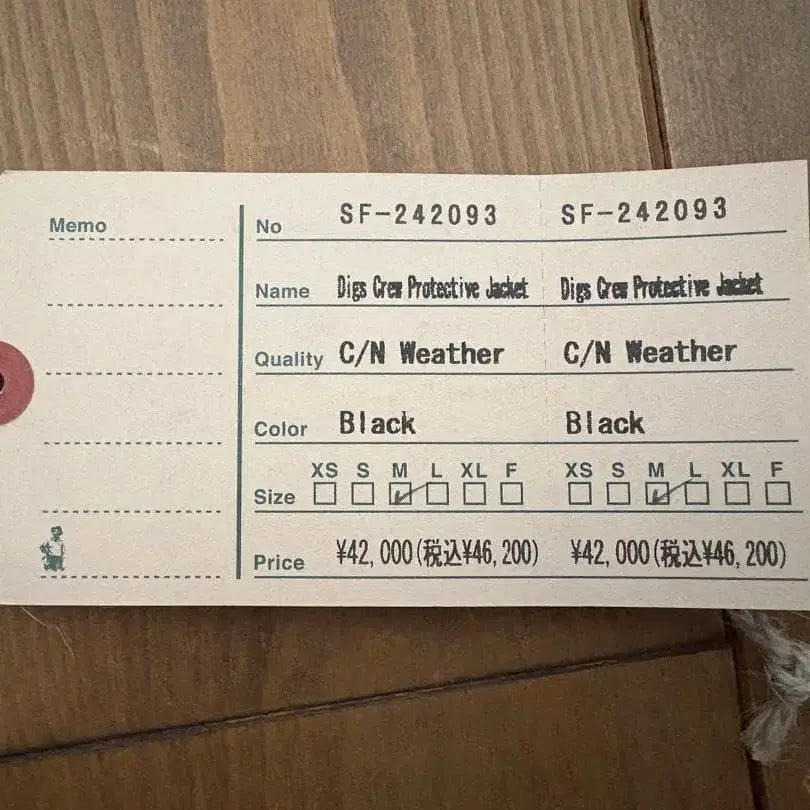 Memo
No SF-242093 SF-242093
Name Digs Crew Protective Jacket Digs Crew Protective Jacket
Quality C/N Weather C/N Weather
Color Black Black
XS S M L XL F XS S M L XL F
Size
Price ¥42,000(税込¥46,200) ¥42,000(税込¥46,200)